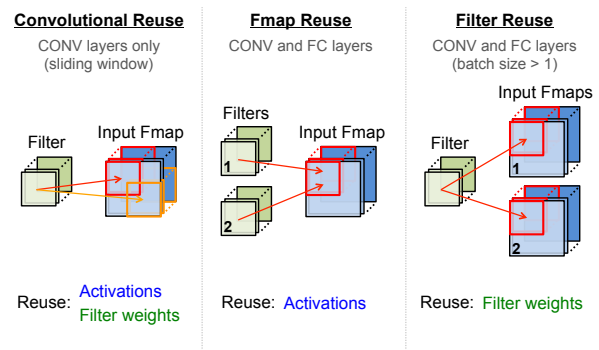 Convolutional Reuse
CONV layers only
(sliding window)
Filter
Input Fmap
Reuse: Activations
Filter weights
Fmap Reuse
CONV and FC layers
Filters
Input Fmap
1
2
Reuse: Activations
Filter Reuse
CONV and FC layers
(batch size > 1)
Input Fmaps
Filter
1
2
Reuse: Filter weights